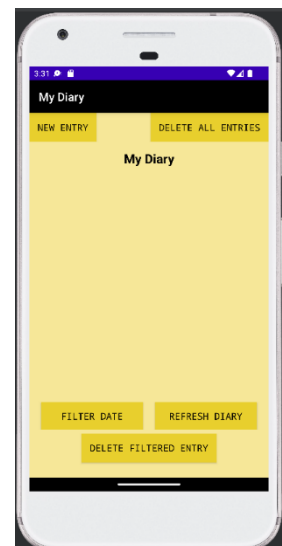 3:31
My Diary
NEW ENTRY DELETE ALL ENTRIES
My Diary
FILTER DATE REFRESH DIARY
DELETE FILTERED ENTRY